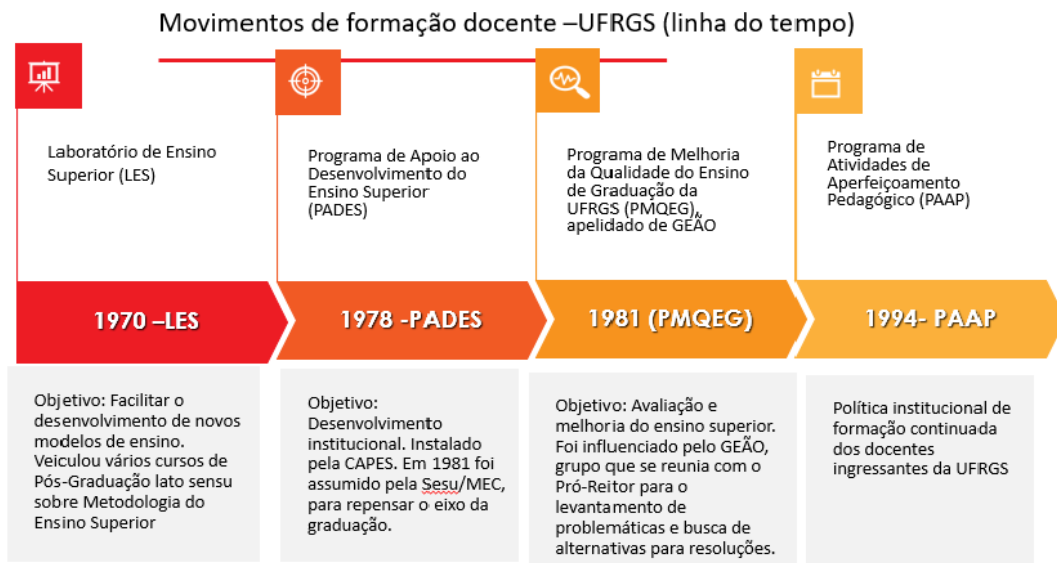 Movimentos de formação docente –UFRGS (linha do tempo)
Laboratório de Ensino
Superior (LES)
Programa de Apoio ao
Desenvolvimento do
Ensino Superior
(PADES)
Programa de Melhoria
da Qualidade do Ensino
de Graduação da
UFRGS (PMQEG),
apelidado de GEÃO
Programa de
Atividades de
Aperfeiçoamento
Pedagógico (PAAP)
1970 –LES
1978 -PADES
1981 (PMQEG)
1994- PAAP
Objetivo: Facilitar o
desenvolvimento de novos
modelos de ensino.
Veiculou vários cursos de
Pós-Graduação lato sensu
sobre Metodologia do
Ensino Superior
Objetivo:
Desenvolvimento
institucional. Instalado
pela CAPES. Em 1981 foi
assumido pela Sesu/MEC,
para repensar o eixo da
graduação.
Objetivo: Avaliação e
melhoria do ensino superior.
Foi influenciado pelo GEÃO,
grupo que se reunia com o
Pró-Reitor para o
levantamento de
problemáticas e busca de
alternativas para resoluções.
Política institucional de
formação continuada
dos docentes
ingressantes da UFRGS